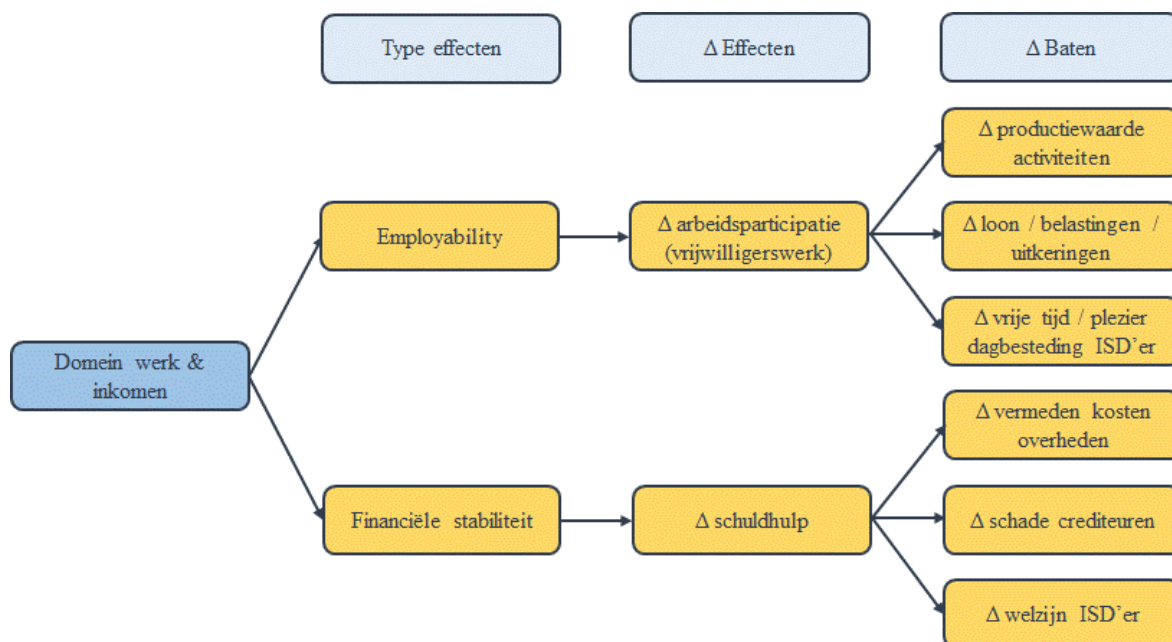 Type effecten
Δ Effecten
Δ Baten
Δ productiewaarde
activiteiten
Employability
Δ arbeidsparticipatie
(vrijwilligerswerk)
Δ loon / belastingen /
uitkeringen
Δ vrije tijd / plezier
dagbesteding ISD’er
Domein werk &
inkomen
Δ vermeden kosten
overheden
Financiële stabiliteit
Δ schuldhulp
Δ schade crediteuren
Δ welzijn ISD’er